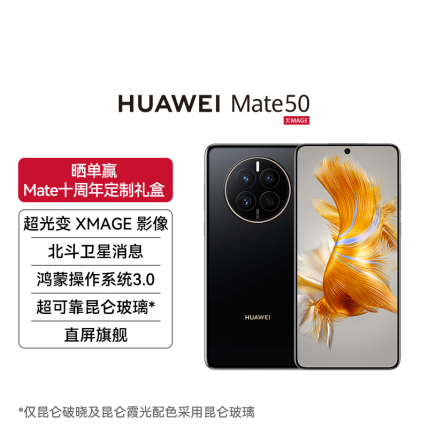 HUAWEI Mate50
XMAGE
晒单赢
Mate十周年定制礼盒
超光变 XMAGE 影像
北斗卫星消息
鸿蒙操作系统3.0
超可靠昆仑玻璃*
直屏旗舰
HUAWEI
*仅昆仑破晓及昆仑霞光配色采用昆仑玻璃